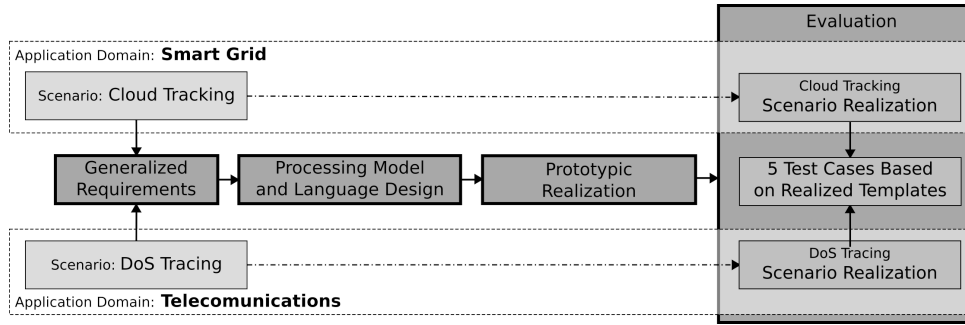 Evaluation
Application Domain: Smart Grid
Scenario: Cloud Tracking
Cloud Tracking
Scenario Realization
Generalized
Requirements
Processing Model
and Language Design
Prototypic
Realization
5 Test Cases Based
on Realized Templates
Scenario: DoS Tracing
DoS Tracing
Scenario Realization
Application Domain: Telecomunications